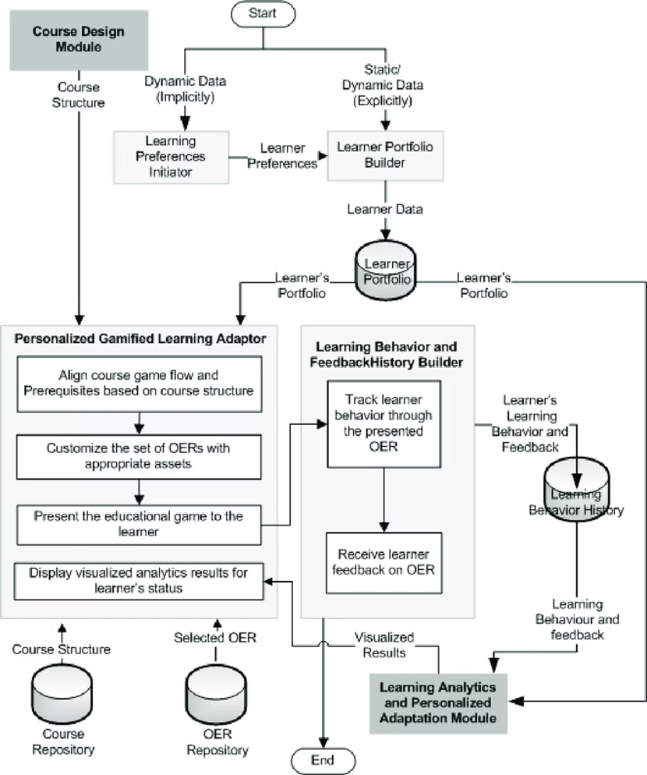 Start
Course Design
Module
Course
Structure
Dynamic Data
(Implicitly)
Static/
Dynamic Data
(Explicitly)
Learning
Preferences
Initiator
Learner
Preferences
Learner Portfolio
Builder
Learner Data
Learner
Portfolio
Learner's
Portfolio
Learner's
Portfolio
Personalized Gamified Learning Adaptor
Align course game flow and
Prerequisites based on course structure
Customize the set of OERs with
appropriate assets
Present the educational game to the
learner
Display visualized analytics results for
learner's status
Learning Behavior and
FeedbackHistory Builder
Track learner
behavior through
the presented
OER
Receive learner
feedback on OER
Learner's
Learning
Behavior and
Feedback
Learning
Behavior History
Learning
Behaviour and
feedback
Course Structure
Selected OER
Visualized
Results
Course
Repository
OER
Repository
Learning Analytics
and Personalized
Adaptation Module
End